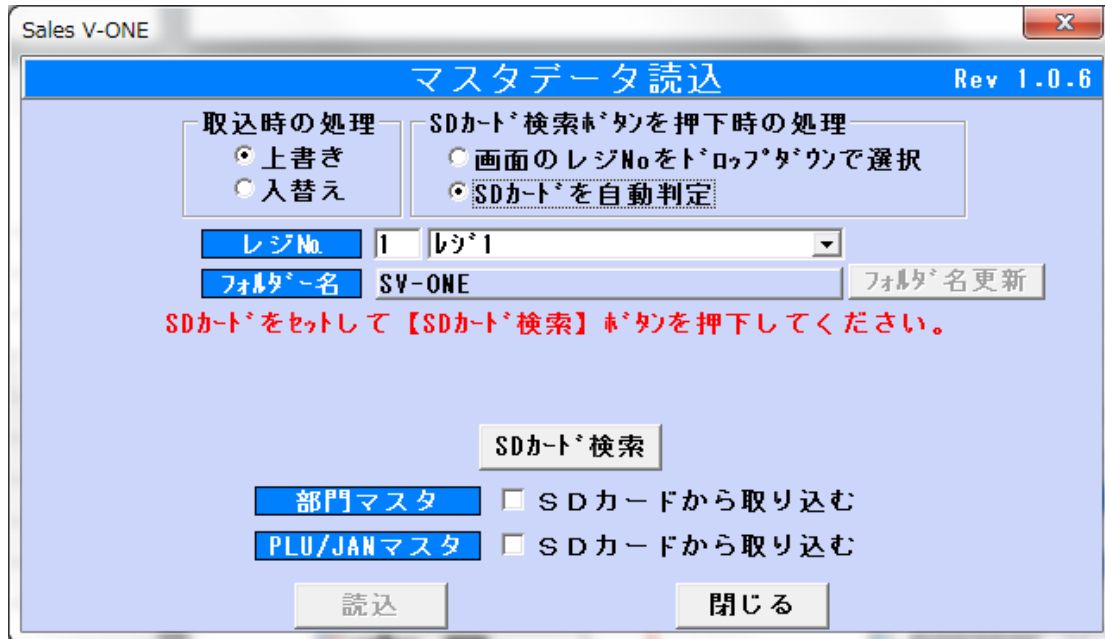 Sales V-ONE
マスタデータ読込 Rev 1.0.6
取込時の処理
上書き
入替え
SDｶｰﾄﾞ検索ﾎﾞﾀﾝを押下時の処理
画面のレジNoをﾄﾞﾛｯﾌﾟﾀﾞｳﾝで選択
SDｶｰﾄﾞを自動判定
レジ№ 1 ﾚｼﾞ1
ﾌｫﾙﾀﾞｰ名 SV-ONE ﾌｫﾙﾀﾞ名更新
SDｶｰﾄﾞをｾｯﾄして【SDｶｰﾄﾞ検索】ﾎﾞﾀﾝを押下してください。
SDｶｰﾄﾞ検索
部門マスタ ＳＤカードから取り込む
PLU/JANマスタ ＳＤカードから取り込む
読込 閉じる